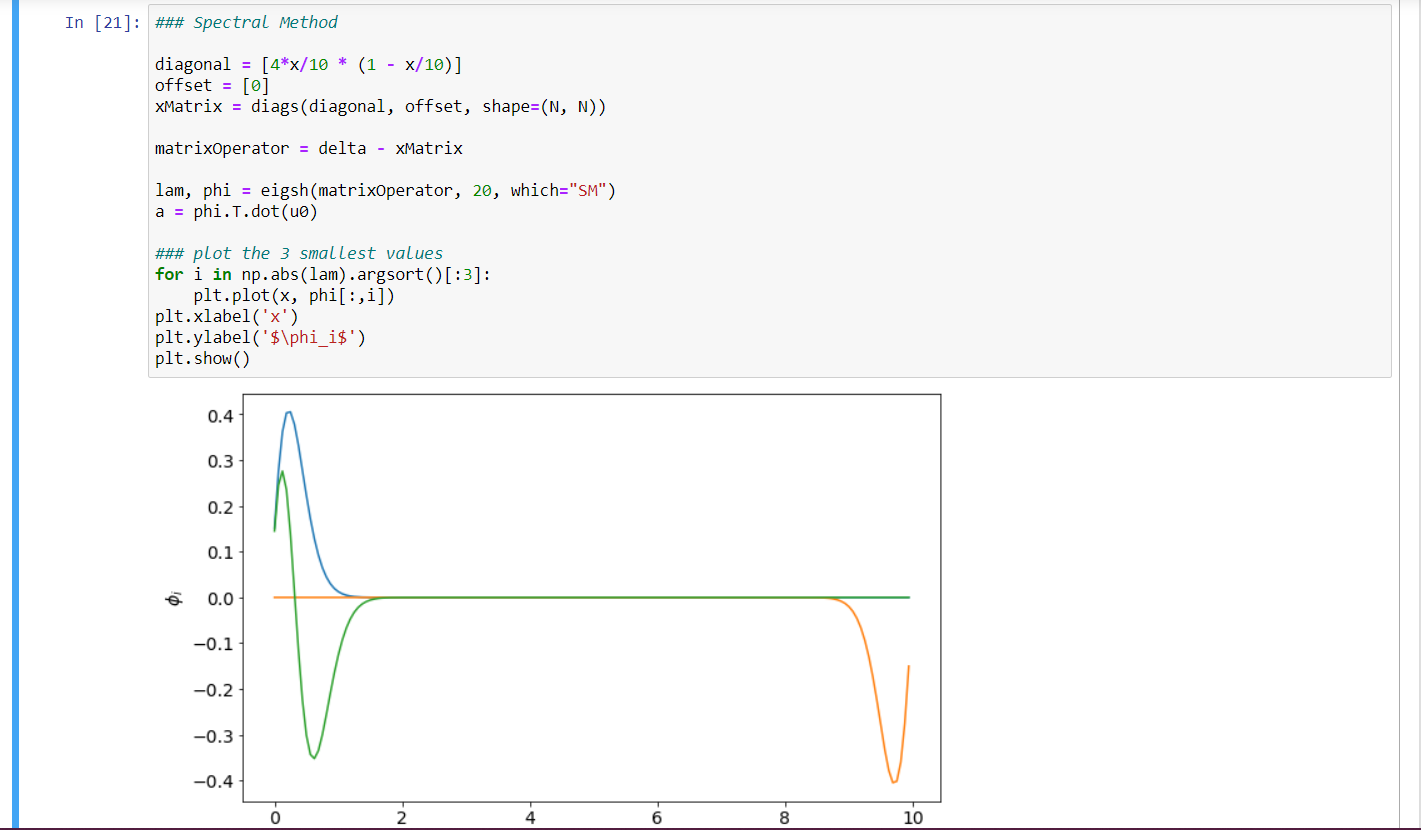 In [21]: ### Spectral Method
diagonal = [4*x/10 * (1 - x/10)]
offset = [0]
xMatrix = diags(diagonal, offset, shape=(N, N))
matrixOperator = delta - xMatrix
lam, phi = eigsh(matrixOperator, 20, which="SM")
a = phi.T.dot(u0)
### plot the 3 smallest values
for i in np.abs(lam).argsort()[:3]:
    plt.plot(x, phi[:,i])
plt.xlabel('x')
plt.ylabel('$\phi_i$')
plt.show()
0.4
0.3
0.2
0.1
0.0
−0.1
−0.2
−0.3
−0.4
ϕi
0 2 4 6 8 10